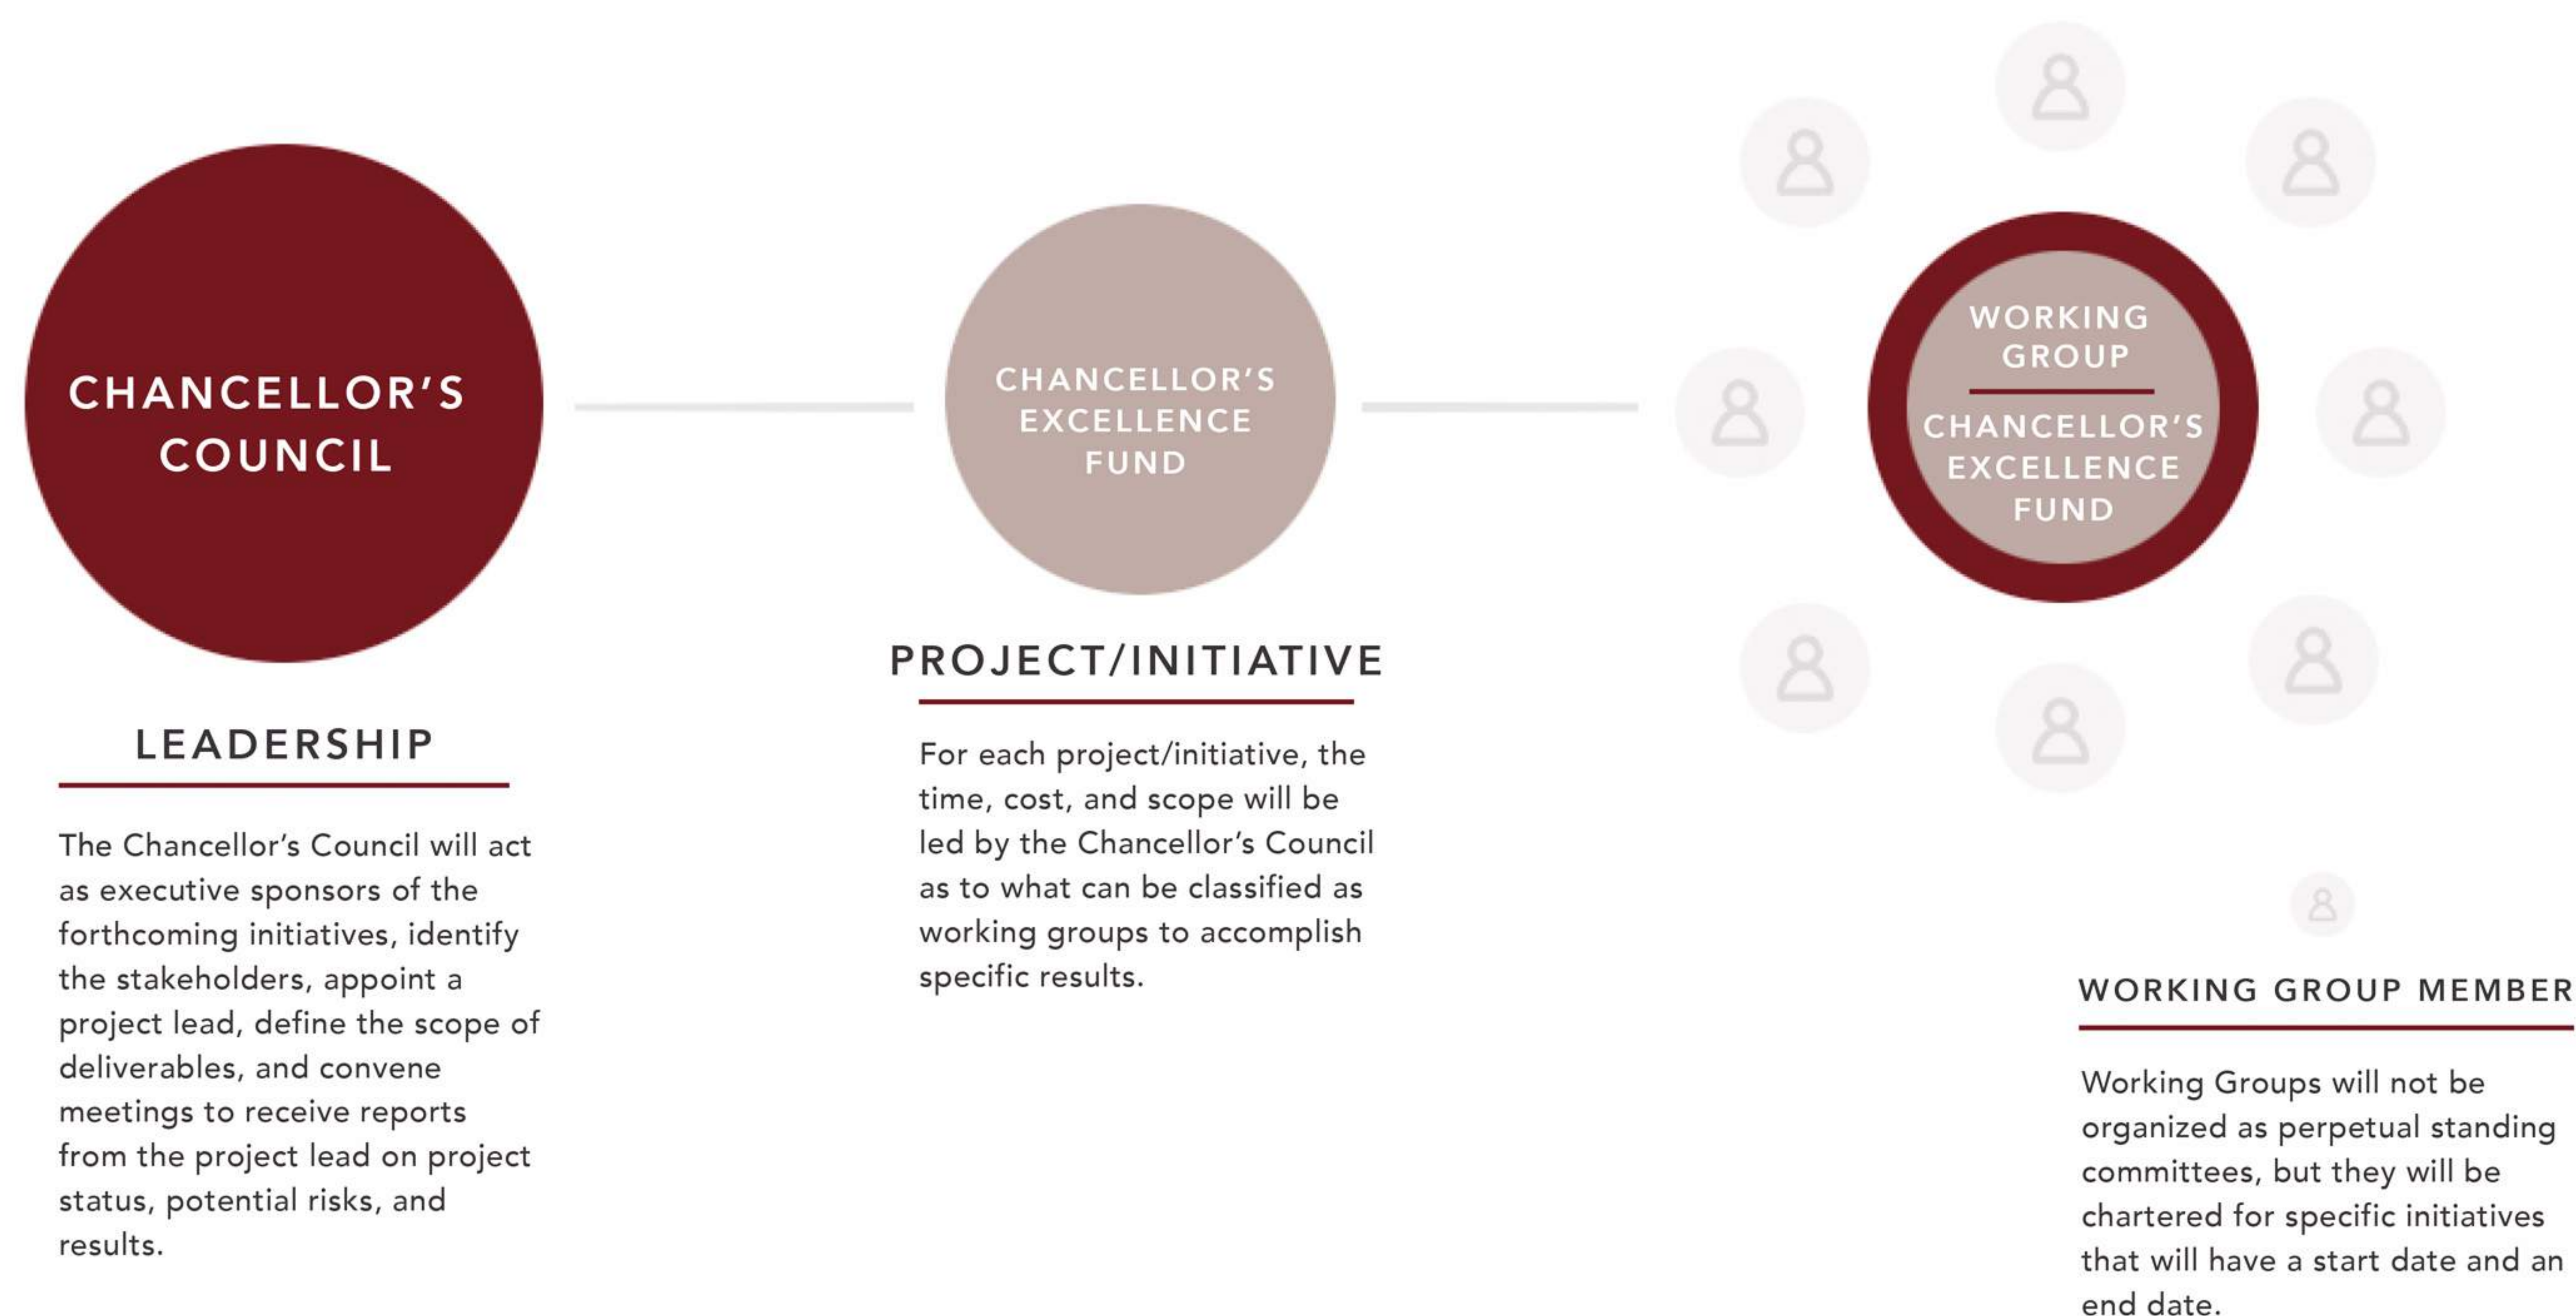 CHANCELLOR'S
COUNCIL
LEADERSHIP
The Chancellor's Council will act
as executive sponsors of the
forthcoming initiatives, identify
the stakeholders, appoint a
project lead, define the scope of
deliverables, and convene
meetings to receive reports
from the project lead on project
status, potential risks, and
results.
CHANCELLOR'S
EXCELLENCE
FUND
PROJECT/INITIATIVE
For each project/initiative, the
time, cost, and scope will be
led by the Chancellor's Council
as to what can be classified as
working groups to accomplish
specific results.
WORKING
GROUP
CHANCELLOR'S
EXCELLENCE
FUND
WORKING GROUP MEMBER
Working Groups will not be
organized as perpetual standing
committees, but they will be
chartered for specific initiatives
that will have a start date and an
end date.